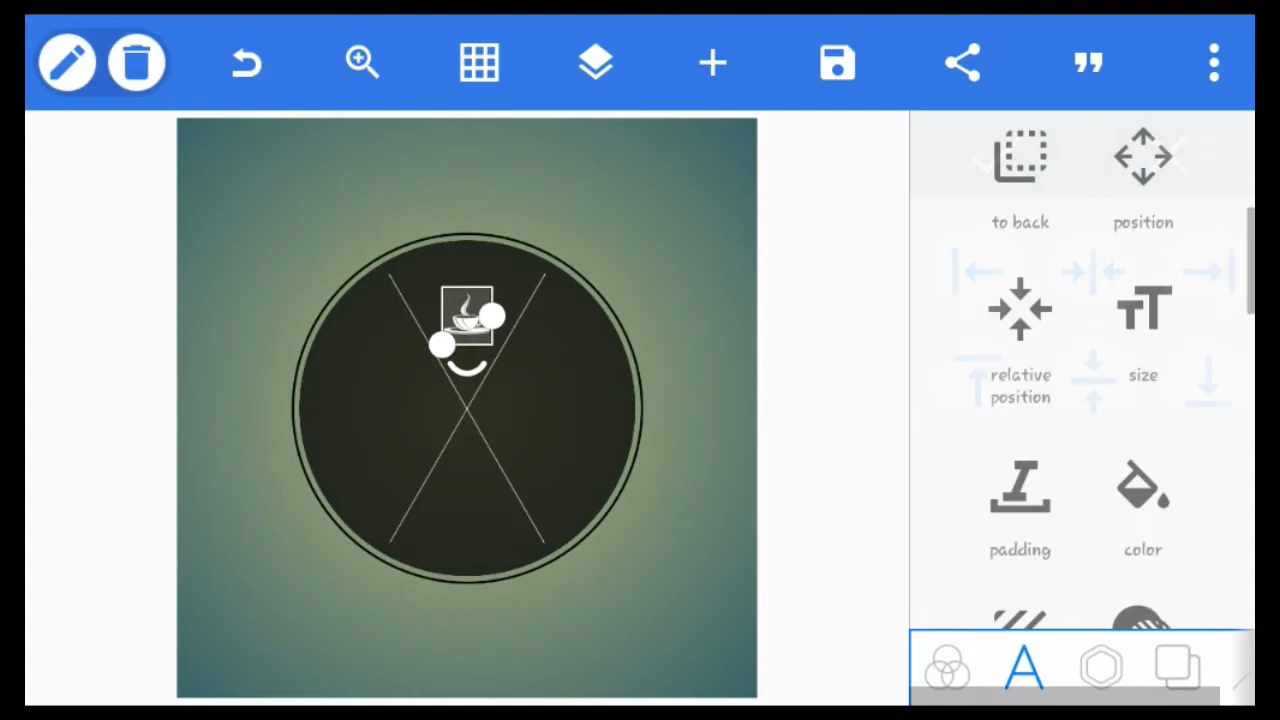 to back
position
relative
position
size
padding
color